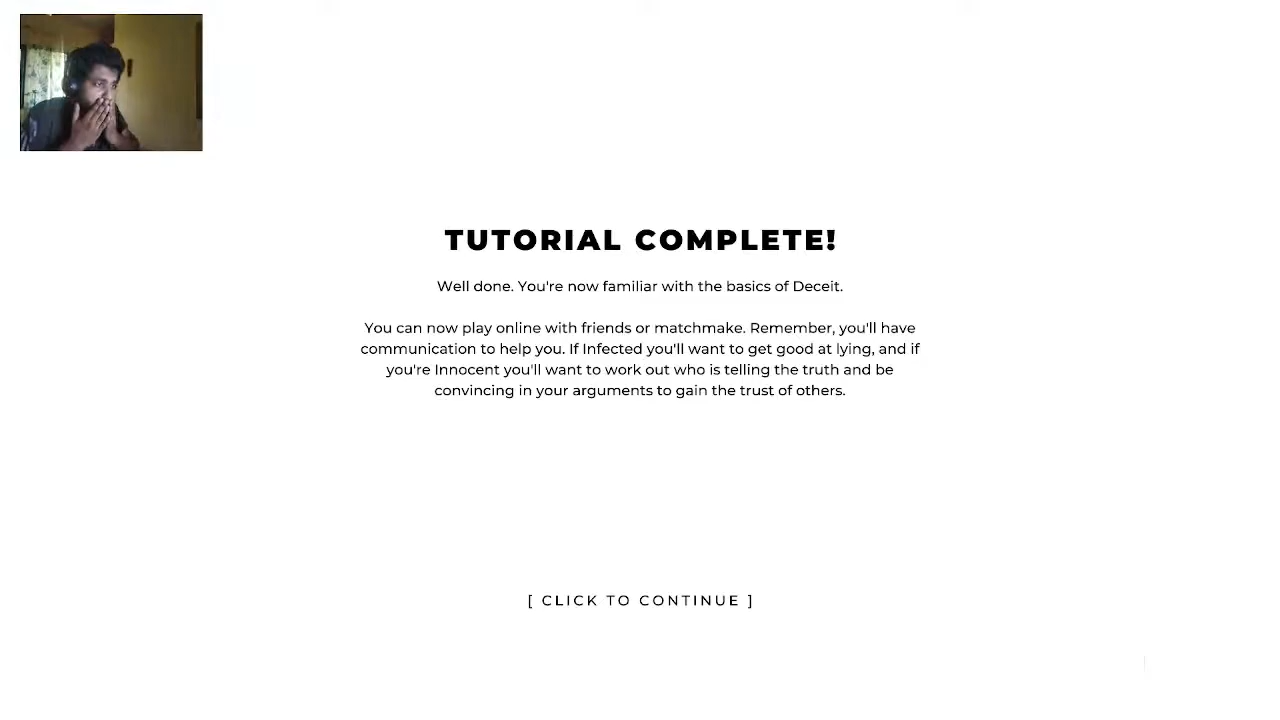 TUTORIAL COMPLETE!
Well done. You're now familiar with the basics of Deceit.
You can now play online with friends or matchmake. Remember, you'll have
communication to help you. If Infected you'll want to get good at lying, and if
you're Innocent you'll want to work out who is telling the truth and be
convincing in your arguments to gain the trust of others.
[ CLICK TO CONTINUE ]